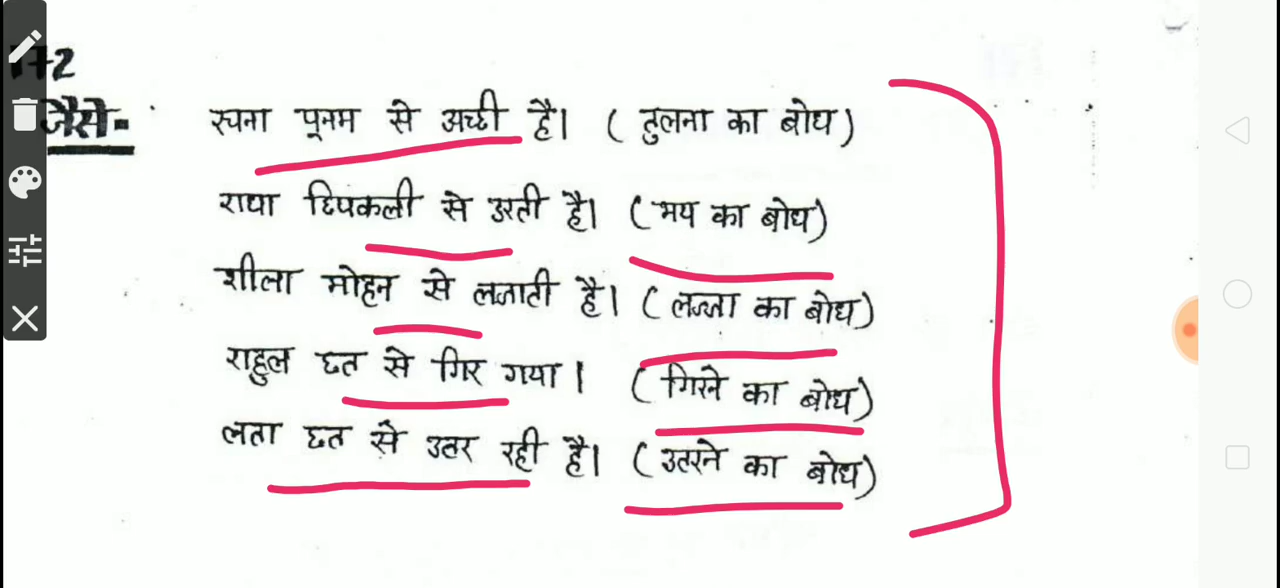 172
जैसे:-
रचना पूनम से अच्छी है। ( तुलना का बोध )
राधा छिपकली से डरती है। ( भय का बोध )
शीला मोहन से लजाती है। ( लज्जा का बोध )
राहुल छत से गिर गया। ( गिरने का बोध )
लता छत से उतर रही है। ( उतरने का बोध )